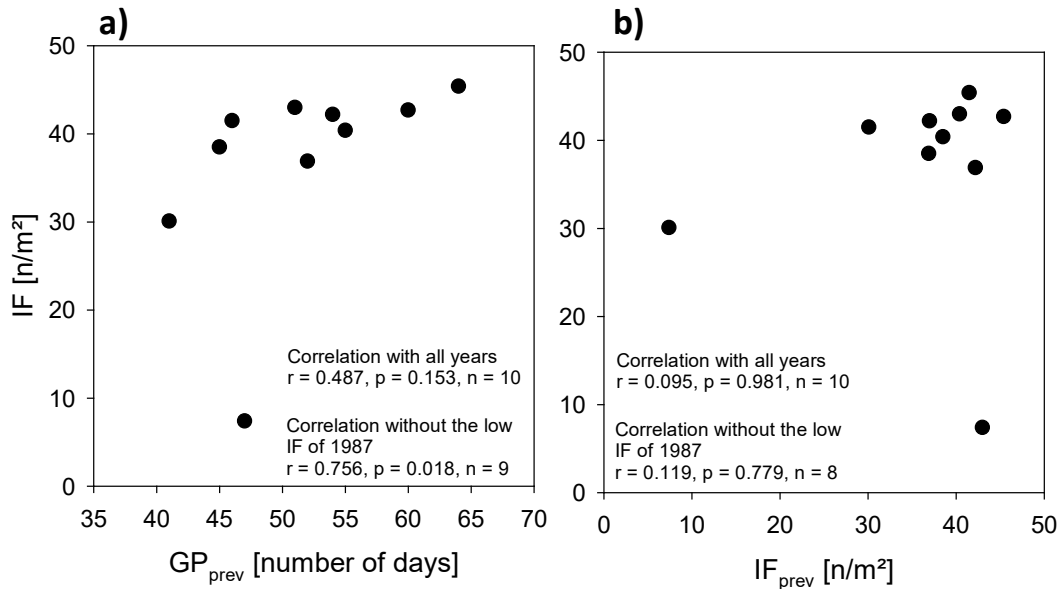 a)
50
40
30
20
10
0
IF [n/m²]
35 40 45 50 55 60 65 70
GPprev [number of days]
Correlation with all years
r = 0.487, p = 0.153, n = 10
Correlation without the low
IF of 1987
r = 0.756, p = 0.018, n = 9
b)
50
40
30
20
10
0
0 10 20 30 40 50
IFprev [n/m²]
Correlation with all years
r = 0.095, p = 0.981, n = 10
Correlation without the low
IF of 1987
r = 0.119, p = 0.779, n = 8